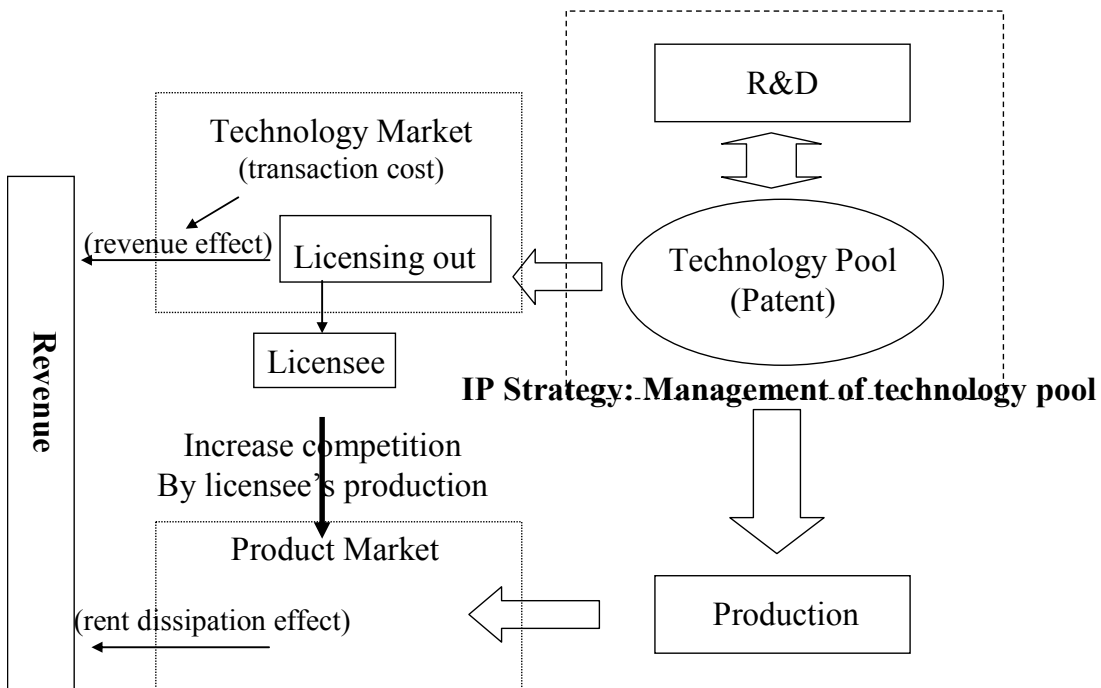 R&D
Technology Market
(transaction cost)
(revenue effect)
Licensing out
Technology Pool
(Patent)
Revenue
Licensee
IP Strategy: Management of technology pool
Increase competition
By licensee's production
Product Market
Production
(rent dissipation effect)